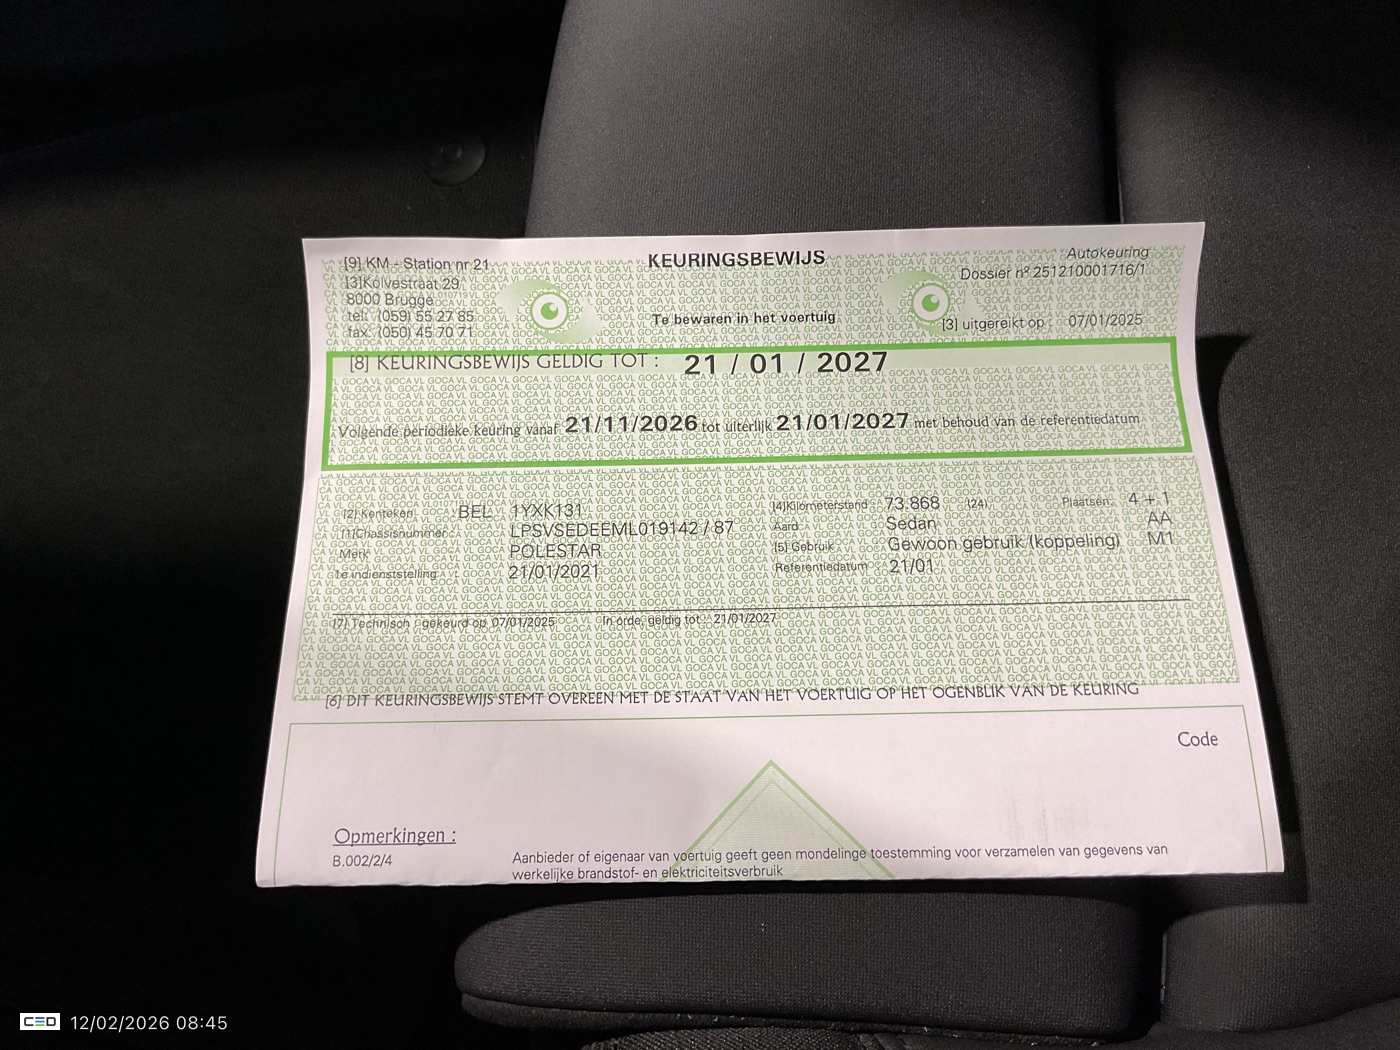 [9] KM - Station nr 21
KEURINGSBEWIJS
Autokeuring
[3]Kolvestraat 29
Dossier nº 251210001716/1
8000 Brugge
tel: (059) 55 27 85
Te bewaren in het voertuig
[3] uitgereikt op : 07/01/2025
fax: (050) 45 70 71
[8] KEURINGSBEWIJS GELDIG TOT : 21 / 01 / 2027
Volgende periodieke keuring vanaf 21/11/2026 tot uiterlijk 21/01/2027 met behoud van de referentiedatum
[2] Kenteken BEL 1YXK131 [4]Kilometerstand 73.868 (24) Plaatsen: 4 + 1
[1]Chassisnummer LPSVSEDEEML019142 / 87 Aard Sedan AA
Merk POLESTAR [5] Gebruik Gewoon gebruik (koppeling) M1
1e indienststelling 21/01/2021 Referentiedatum 21/01
[7] Technisch gekeurd op 07/01/2025 In orde, geldig tot : 21/01/2027
[6] DIT KEURINGSBEWIJS STEMT OVEREEN MET DE STAAT VAN HET VOERTUIG OP HET OGENBLIK VAN DE KEURING
Code
Opmerkingen :
B.002/2/4 Aanbieder of eigenaar van voertuig geeft geen mondelinge toestemming voor verzamelen van gegevens van
werkelijke brandstof- en elektriciteitsverbruik
CED 12/02/2026 08:45